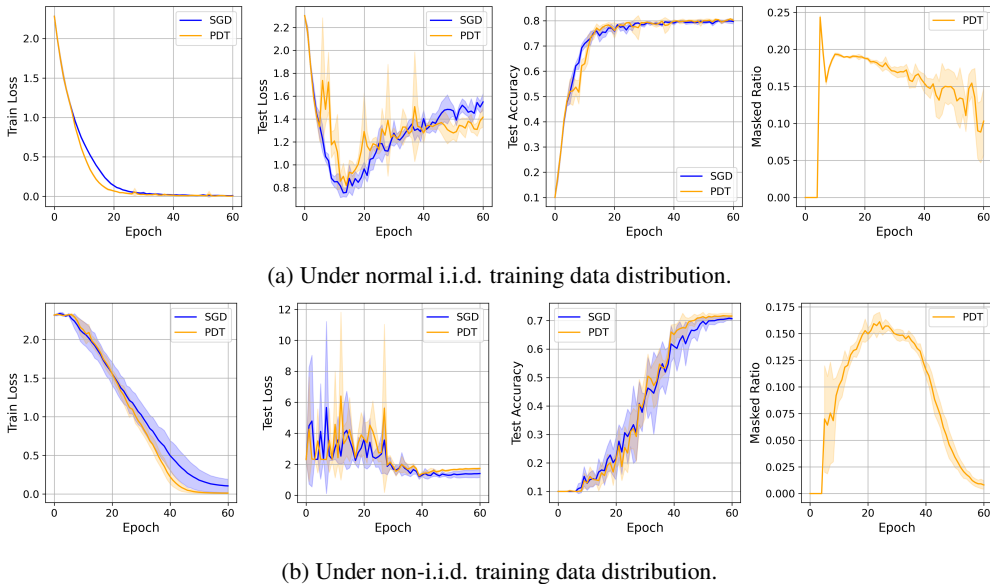 SGD
PDT
2.0
1.5
1.0
0.5
0.0
0
20
40
60
Train Loss
Epoch
SGD
PDT
2.2
2.0
1.8
1.6
1.4
1.2
1.0
0.8
0
20
40
60
Test Loss
Epoch
SGD
PDT
0.8
0.7
0.6
0.5
0.4
0.3
0.2
0.1
0
20
40
60
Test Accuracy
Epoch
PDT
0.25
0.20
0.15
0.10
0.05
0.00
0
20
40
60
Masked Ratio
Epoch
(a) Under normal i.i.d. training data distribution.
SGD
PDT
2.0
1.5
1.0
0.5
0.0
0
20
40
60
Train Loss
Epoch
SGD
PDT
12
10
8
6
4
2
0
0
20
40
60
Test Loss
Epoch
SGD
PDT
0.7
0.6
0.5
0.4
0.3
0.2
0.1
0
20
40
60
Test Accuracy
Epoch
PDT
0.175
0.150
0.125
0.100
0.075
0.050
0.025
0.000
0
20
40
60
Masked Ratio
Epoch
(b) Under non-i.i.d. training data distribution.